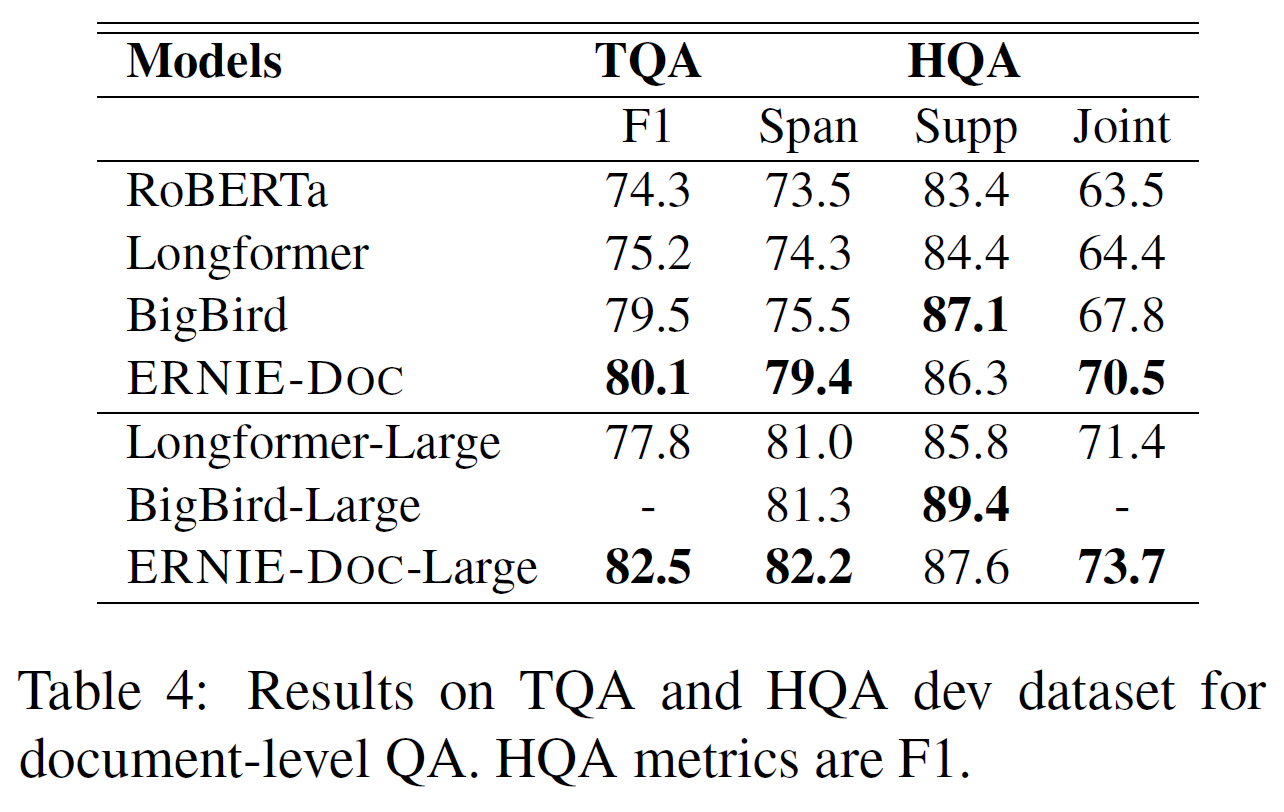 Models TQA HQA
F1 Span Supp Joint
RoBERTa 74.3 73.5 83.4 63.5
Longformer 75.2 74.3 84.4 64.4
BigBird 79.5 75.5 87.1 67.8
ERNIE-DOC 80.1 79.4 86.3 70.5
Longformer-Large 77.8 81.0 85.8 71.4
BigBird-Large - 81.3 89.4 -
ERNIE-DOC-Large 82.5 82.2 87.6 73.7
Table 4: Results on TQA and HQA dev dataset for
document-level QA. HQA metrics are F1.